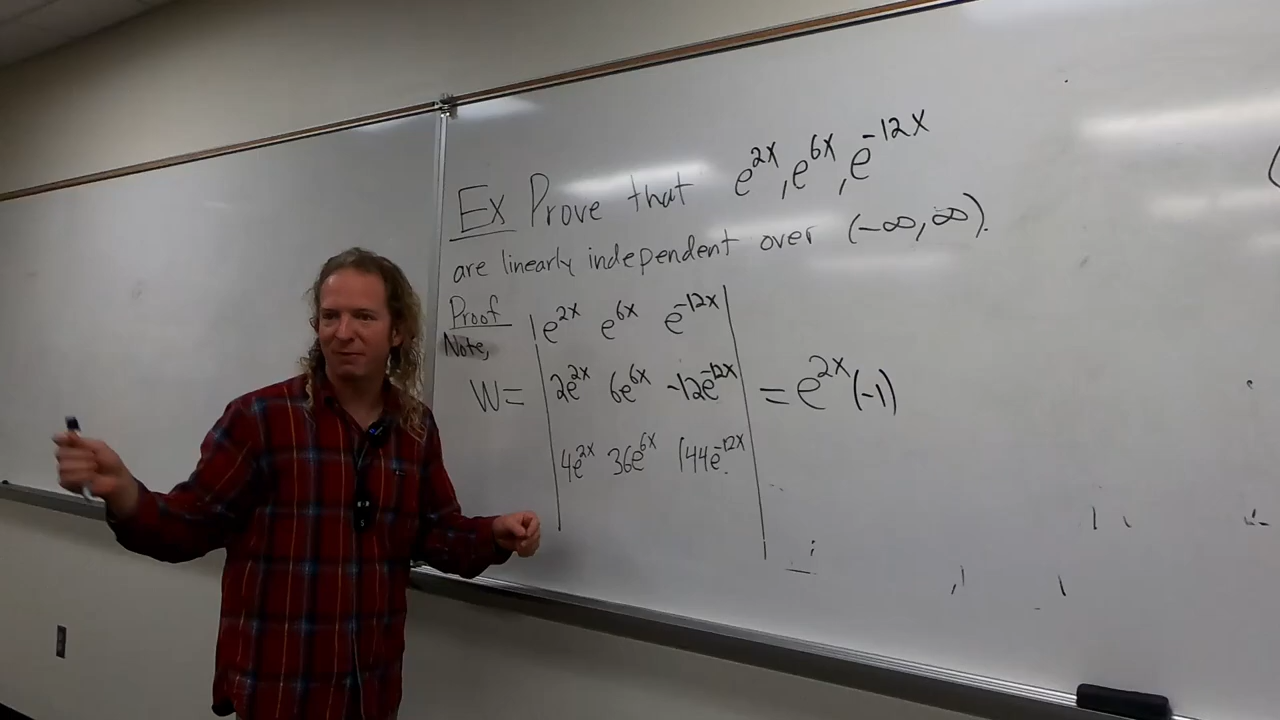 Ex Prove that e^{2x}, e^{6x}, e^{-12x}
are linearly independent over (-∞, ∞).
Proof
Note,
| e^{2x} e^{6x} e^{-12x} |
W = | 2e^{2x} 6e^{6x} -12e^{-12x} | = e^{2x}(-1)
| 4e^{2x} 36e^{6x} 144e^{-12x} |